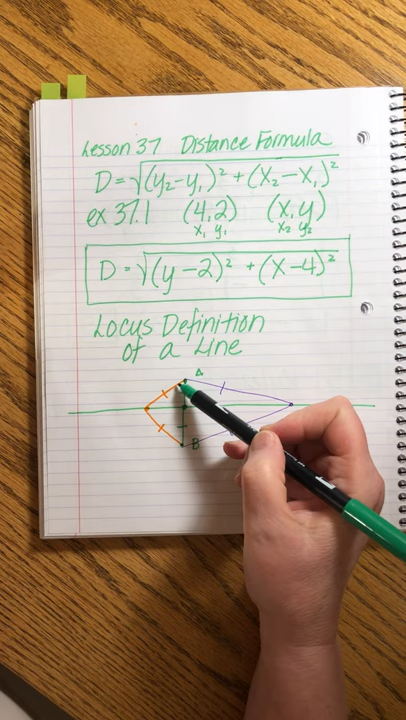 Lesson 37 Distance Formula
D=√(y₂-y₁)²+(x₂-x₁)²
ex 37.1 (4,2) (x,y)
x₁ y₁ x₂ y₂
D=√(y-2)²+(x-4)²
Locus Definition
of a Line
A
B